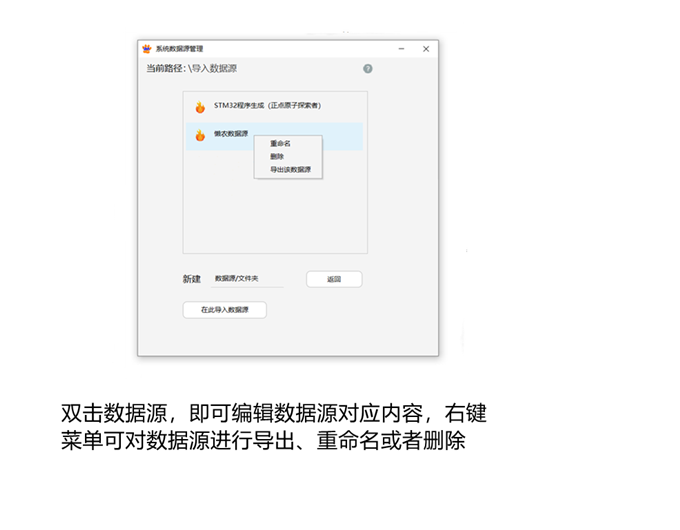 系统数据源管理
当前路径：\导入数据源
STM32程序生成（正点原子探索者）
懒农数据源
重命名
删除
导出该数据源
新建 数据源/文件夹 返回
在此导入数据源
双击数据源，即可编辑数据源对应内容，右键
菜单可对数据源进行导出、重命名或者删除